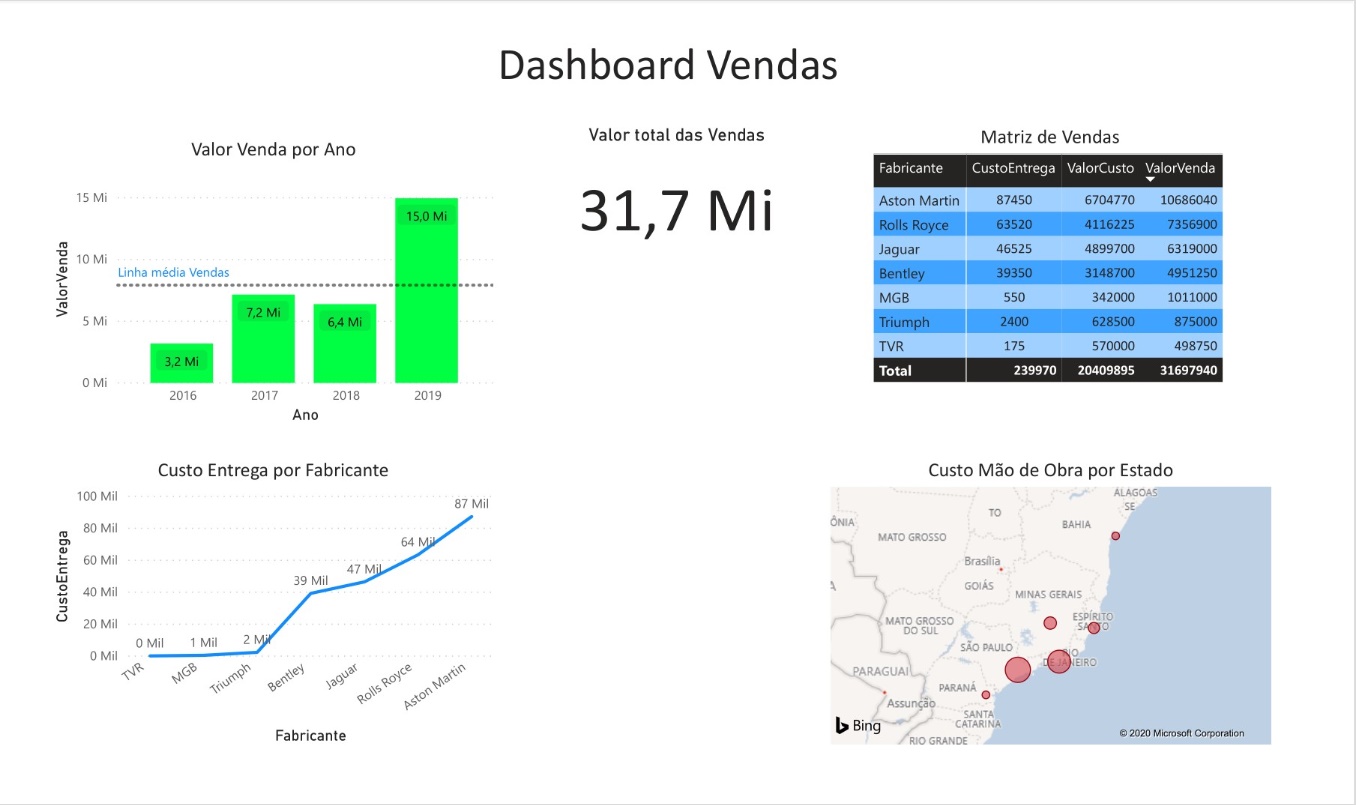 Dashboard Vendas
Valor Venda por Ano
ValorVenda
15 Mi
10 Mi
5 Mi
0 Mi
Linha média Vendas
3,2 Mi
7,2 Mi
6,4 Mi
15,0 Mi
2016 2017 2018 2019
Ano
Valor total das Vendas
31,7 Mi
Matriz de Vendas
Fabricante CustoEntrega ValorCusto ValorVenda
Aston Martin 87450 6704770 10686040
Rolls Royce 63520 4116225 7356900
Jaguar 46525 4899700 6319000
Bentley 39350 3148700 4951250
MGB 550 342000 1011000
Triumph 2400 628500 875000
TVR 175 570000 498750
Total 239970 20409895 31697940
Custo Entrega por Fabricante
CustoEntrega
100 Mil
80 Mil
60 Mil
40 Mil
20 Mil
0 Mil
0 Mil
1 Mil
2 Mil
39 Mil
47 Mil
64 Mil
87 Mil
TVR
MGB
Triumph
Bentley
Jaguar
Rolls Royce
Aston Martin
Fabricante
Custo Mão de Obra por Estado
ALAGOAS
SE
TO
BAHIA
ÔNIA
MATO GROSSO
Brasília
GOIÁS
A
MINAS GERAIS
MATO GROSSO
DO SUL
ESPÍRITO
SANTO
SÃO PAULO
RIO
DE JANEIRO
PARAGUAI
PARANÁ
Assunção
SANTA
CATARINA
RIO GRANDE
Bing
© 2020 Microsoft Corporation